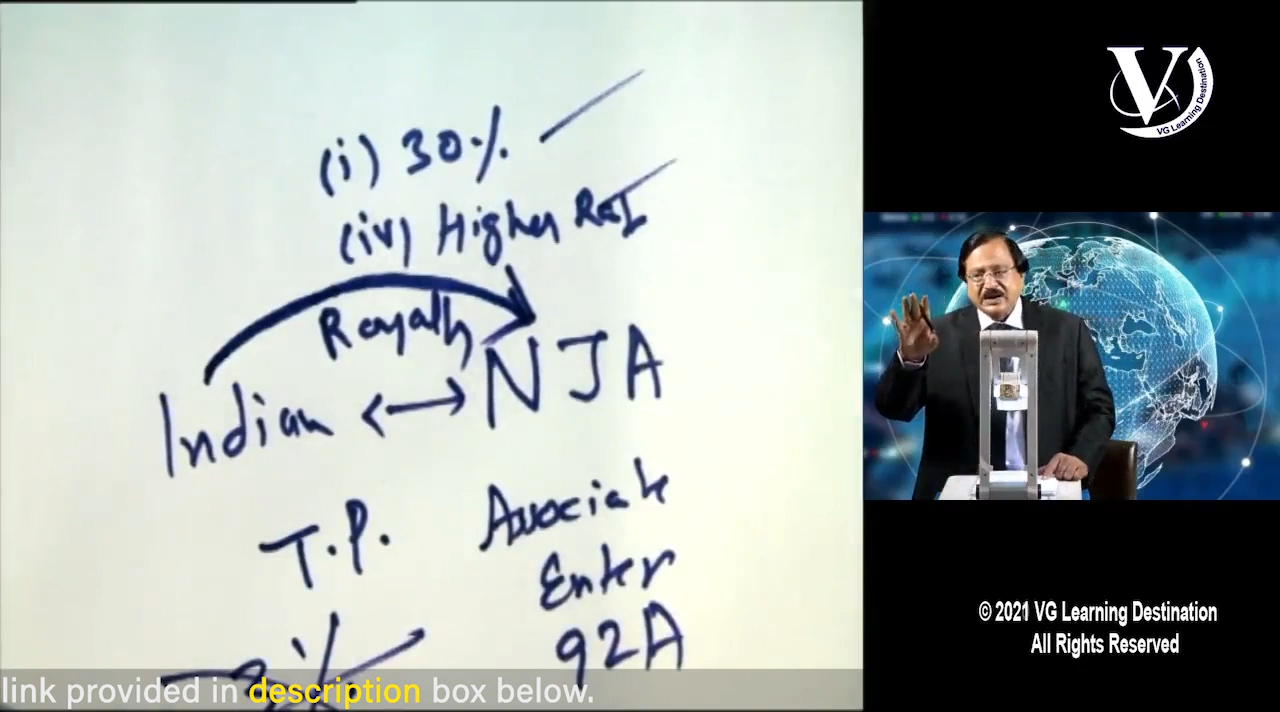 (i) 30%
(iv) Higher Rat
Royalty
Indian NJA
T.P. Associate
Enter
92A
%
link provided in description box below.
V
VG Learning Destination
© 2021 VG Learning Destination
All Rights Reserved